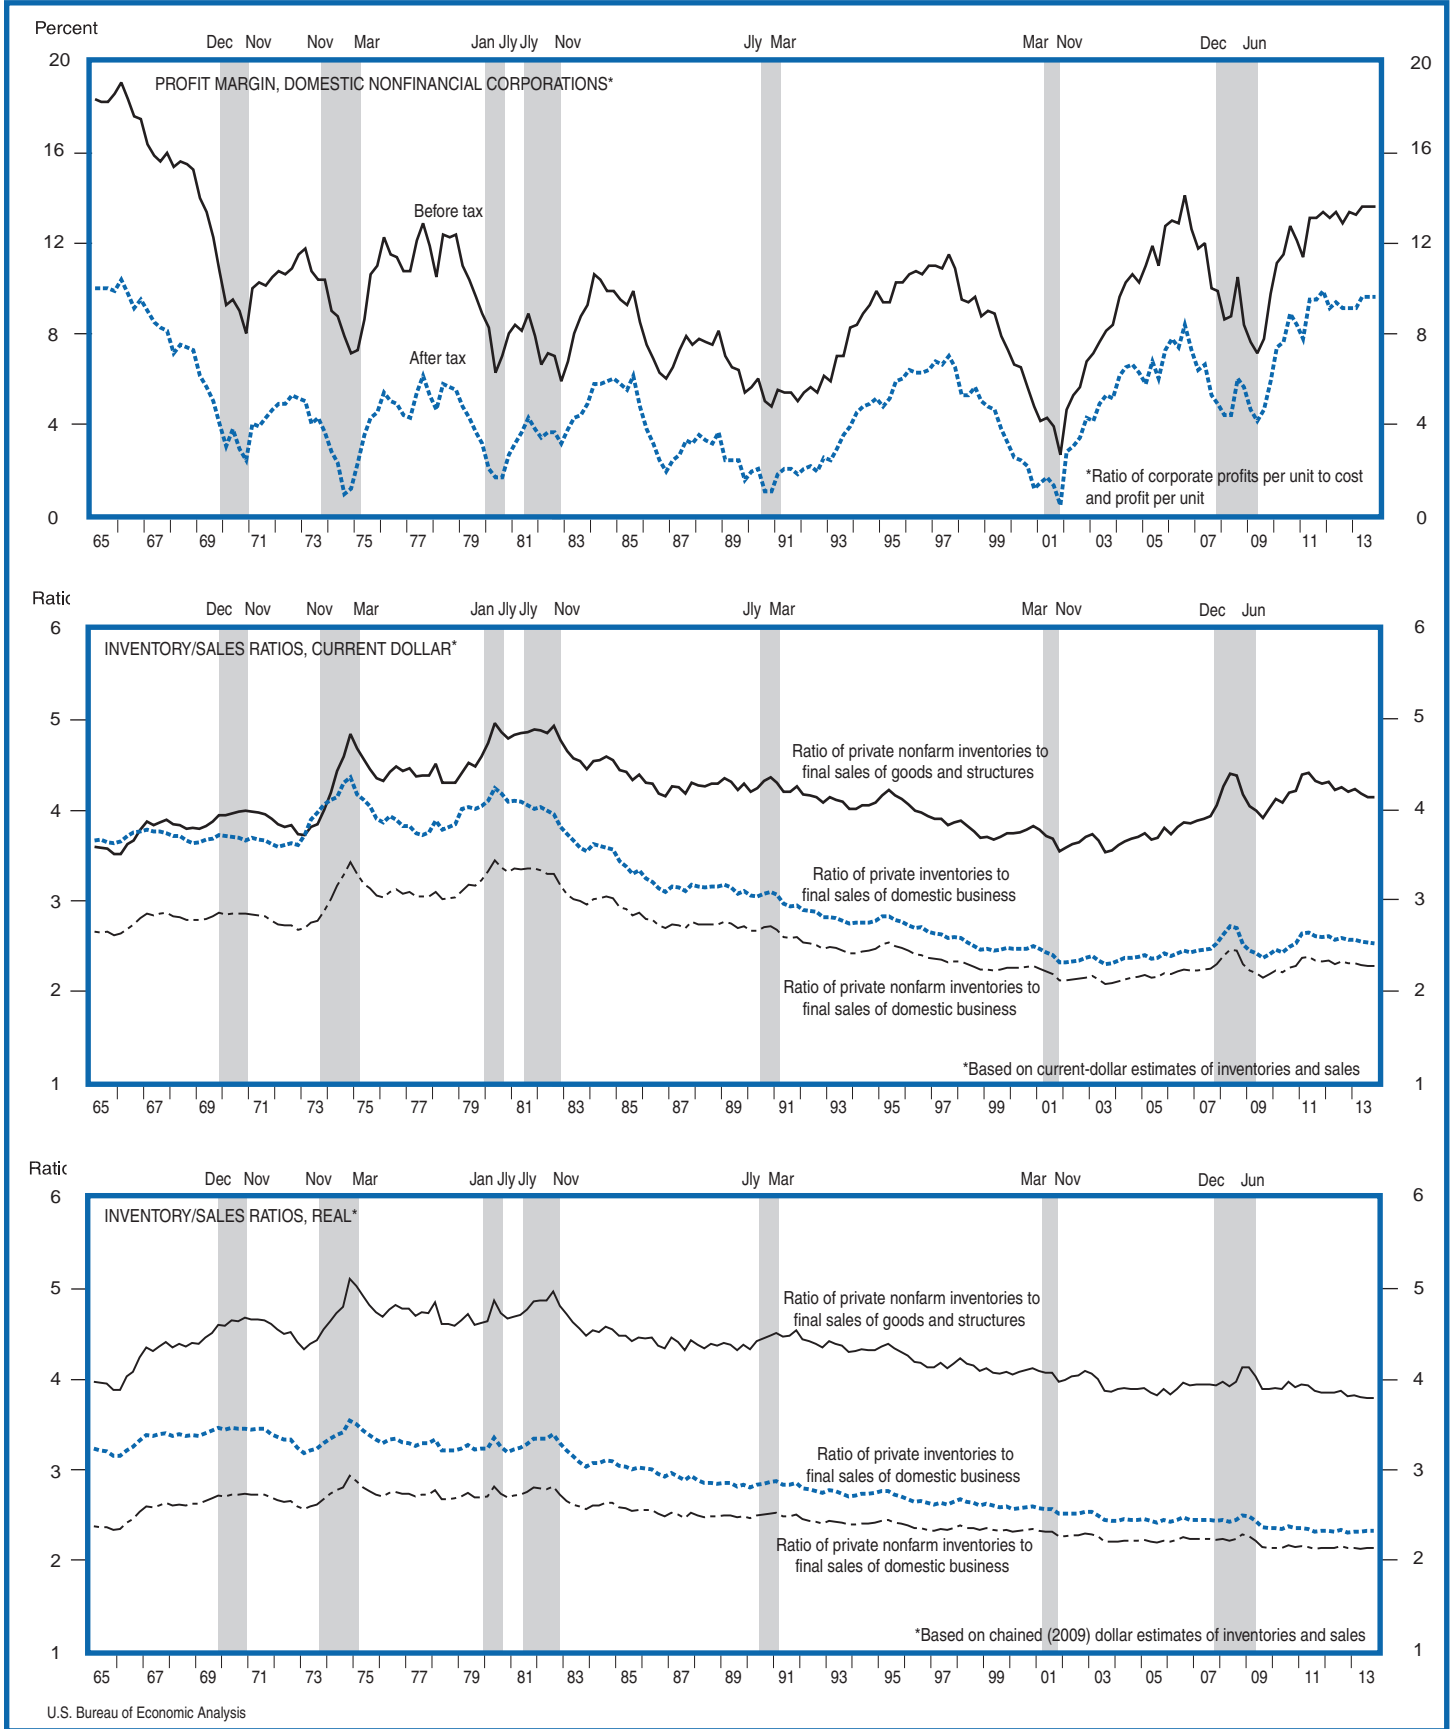 Percent
Dec Nov Nov Mar Jan Jly Jly Nov Jly Mar Mar Nov Dec Jun
20 20
PROFIT MARGIN, DOMESTIC NONFINANCIAL CORPORATIONS*
16 16
Before tax
12 12
8 8
After tax
4 4
*Ratio of corporate profits per unit to cost
and profit per unit
0 0
65 67 69 71 73 75 77 79 81 83 85 87 89 91 93 95 97 99 01 03 05 07 09 11 13
Ratio
Dec Nov Nov Mar Jan Jly Jly Nov Jly Mar Mar Nov Dec Jun
6 6
INVENTORY/SALES RATIOS, CURRENT DOLLAR*
5 5
Ratio of private nonfarm inventories to
final sales of goods and structures
4 4
Ratio of private inventories to
final sales of domestic business
3 3
2 2
Ratio of private nonfarm inventories to
final sales of domestic business
*Based on current-dollar estimates of inventories and sales
1 1
65 67 69 71 73 75 77 79 81 83 85 87 89 91 93 95 97 99 01 03 05 07 09 11 13
Ratio
Dec Nov Nov Mar Jan Jly Jly Nov Jly Mar Mar Nov Dec Jun
6 6
INVENTORY/SALES RATIOS, REAL*
5 5
Ratio of private nonfarm inventories to
final sales of goods and structures
4 4
Ratio of private inventories to
final sales of domestic business
3 3
Ratio of private nonfarm inventories to
final sales of domestic business
2 2
*Based on chained (2009) dollar estimates of inventories and sales
1 1
65 67 69 71 73 75 77 79 81 83 85 87 89 91 93 95 97 99 01 03 05 07 09 11 13
U.S. Bureau of Economic Analysis